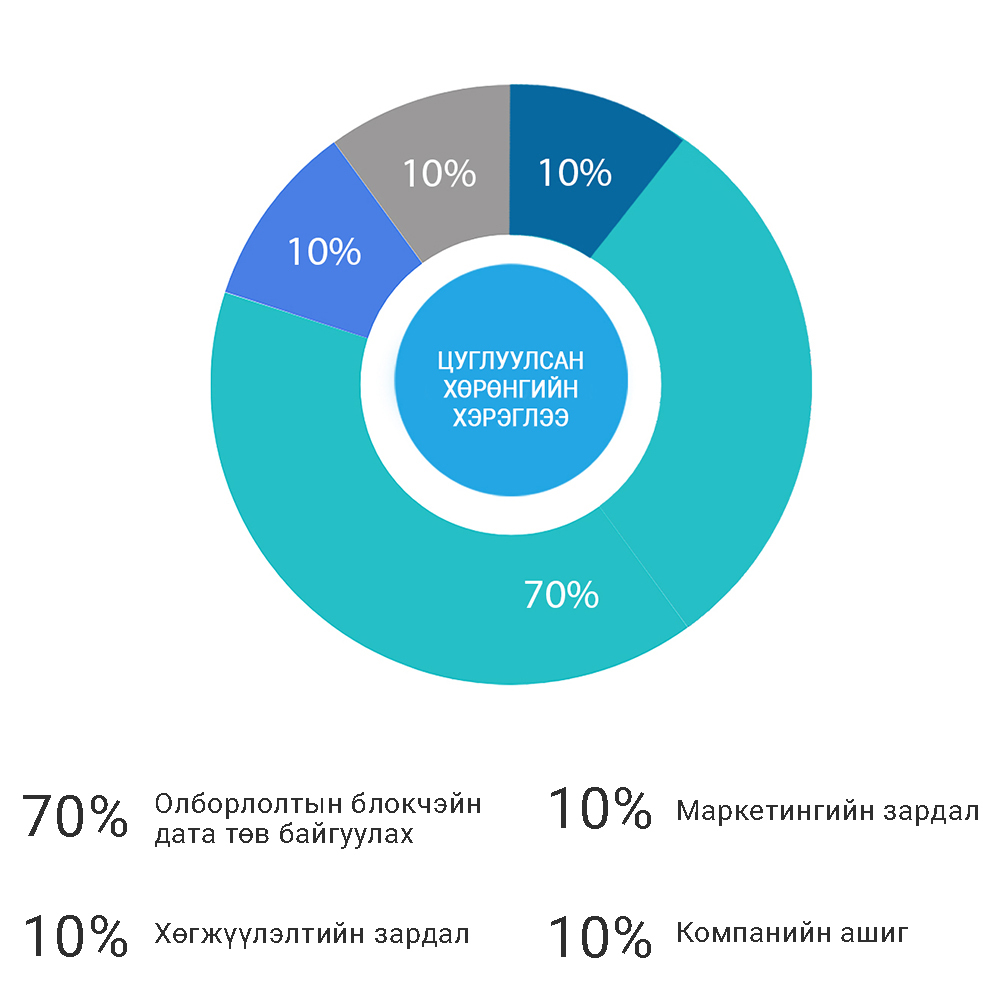 10%
10%
10%
ЦУГЛУУЛСАН
ХӨРӨНГИЙН
ХЭРЭГЛЭЭ
70%
70%
Олборлолтын блокчэйн
дата төв байгуулах
10%
Маркетингийн зардал
10%
Хөгжүүлэлтийн зардал
10%
Компанийн ашиг